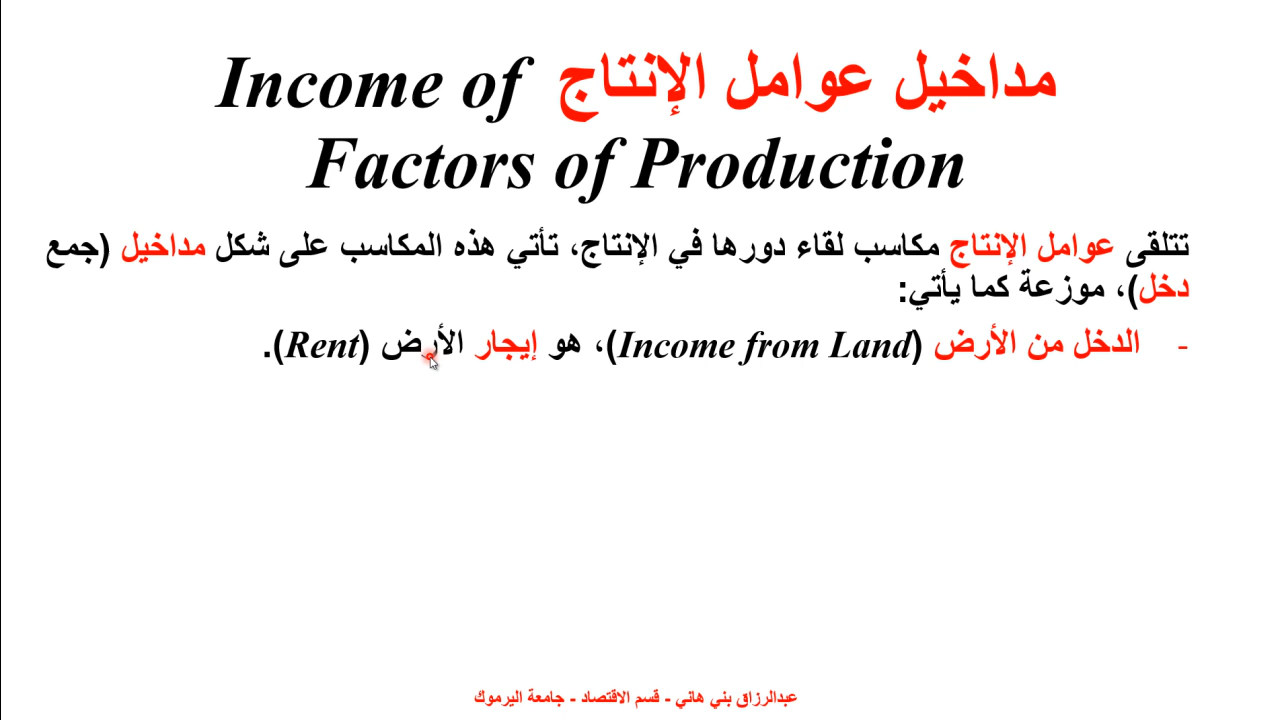 مداخيل عوامل الإنتاج Income of
Factors of Production
تتلقى عوامل الإنتاج مكاسب لقاء دورها في الإنتاج، تأتي هذه المكاسب على شكل مداخيل (جمع
دخل)، موزعة كما يأتي:
- الدخل من الأرض (Income from Land)، هو إيجار الأرض (Rent).
عبدالرزاق بني هاني - قسم الاقتصاد - جامعة اليرموك